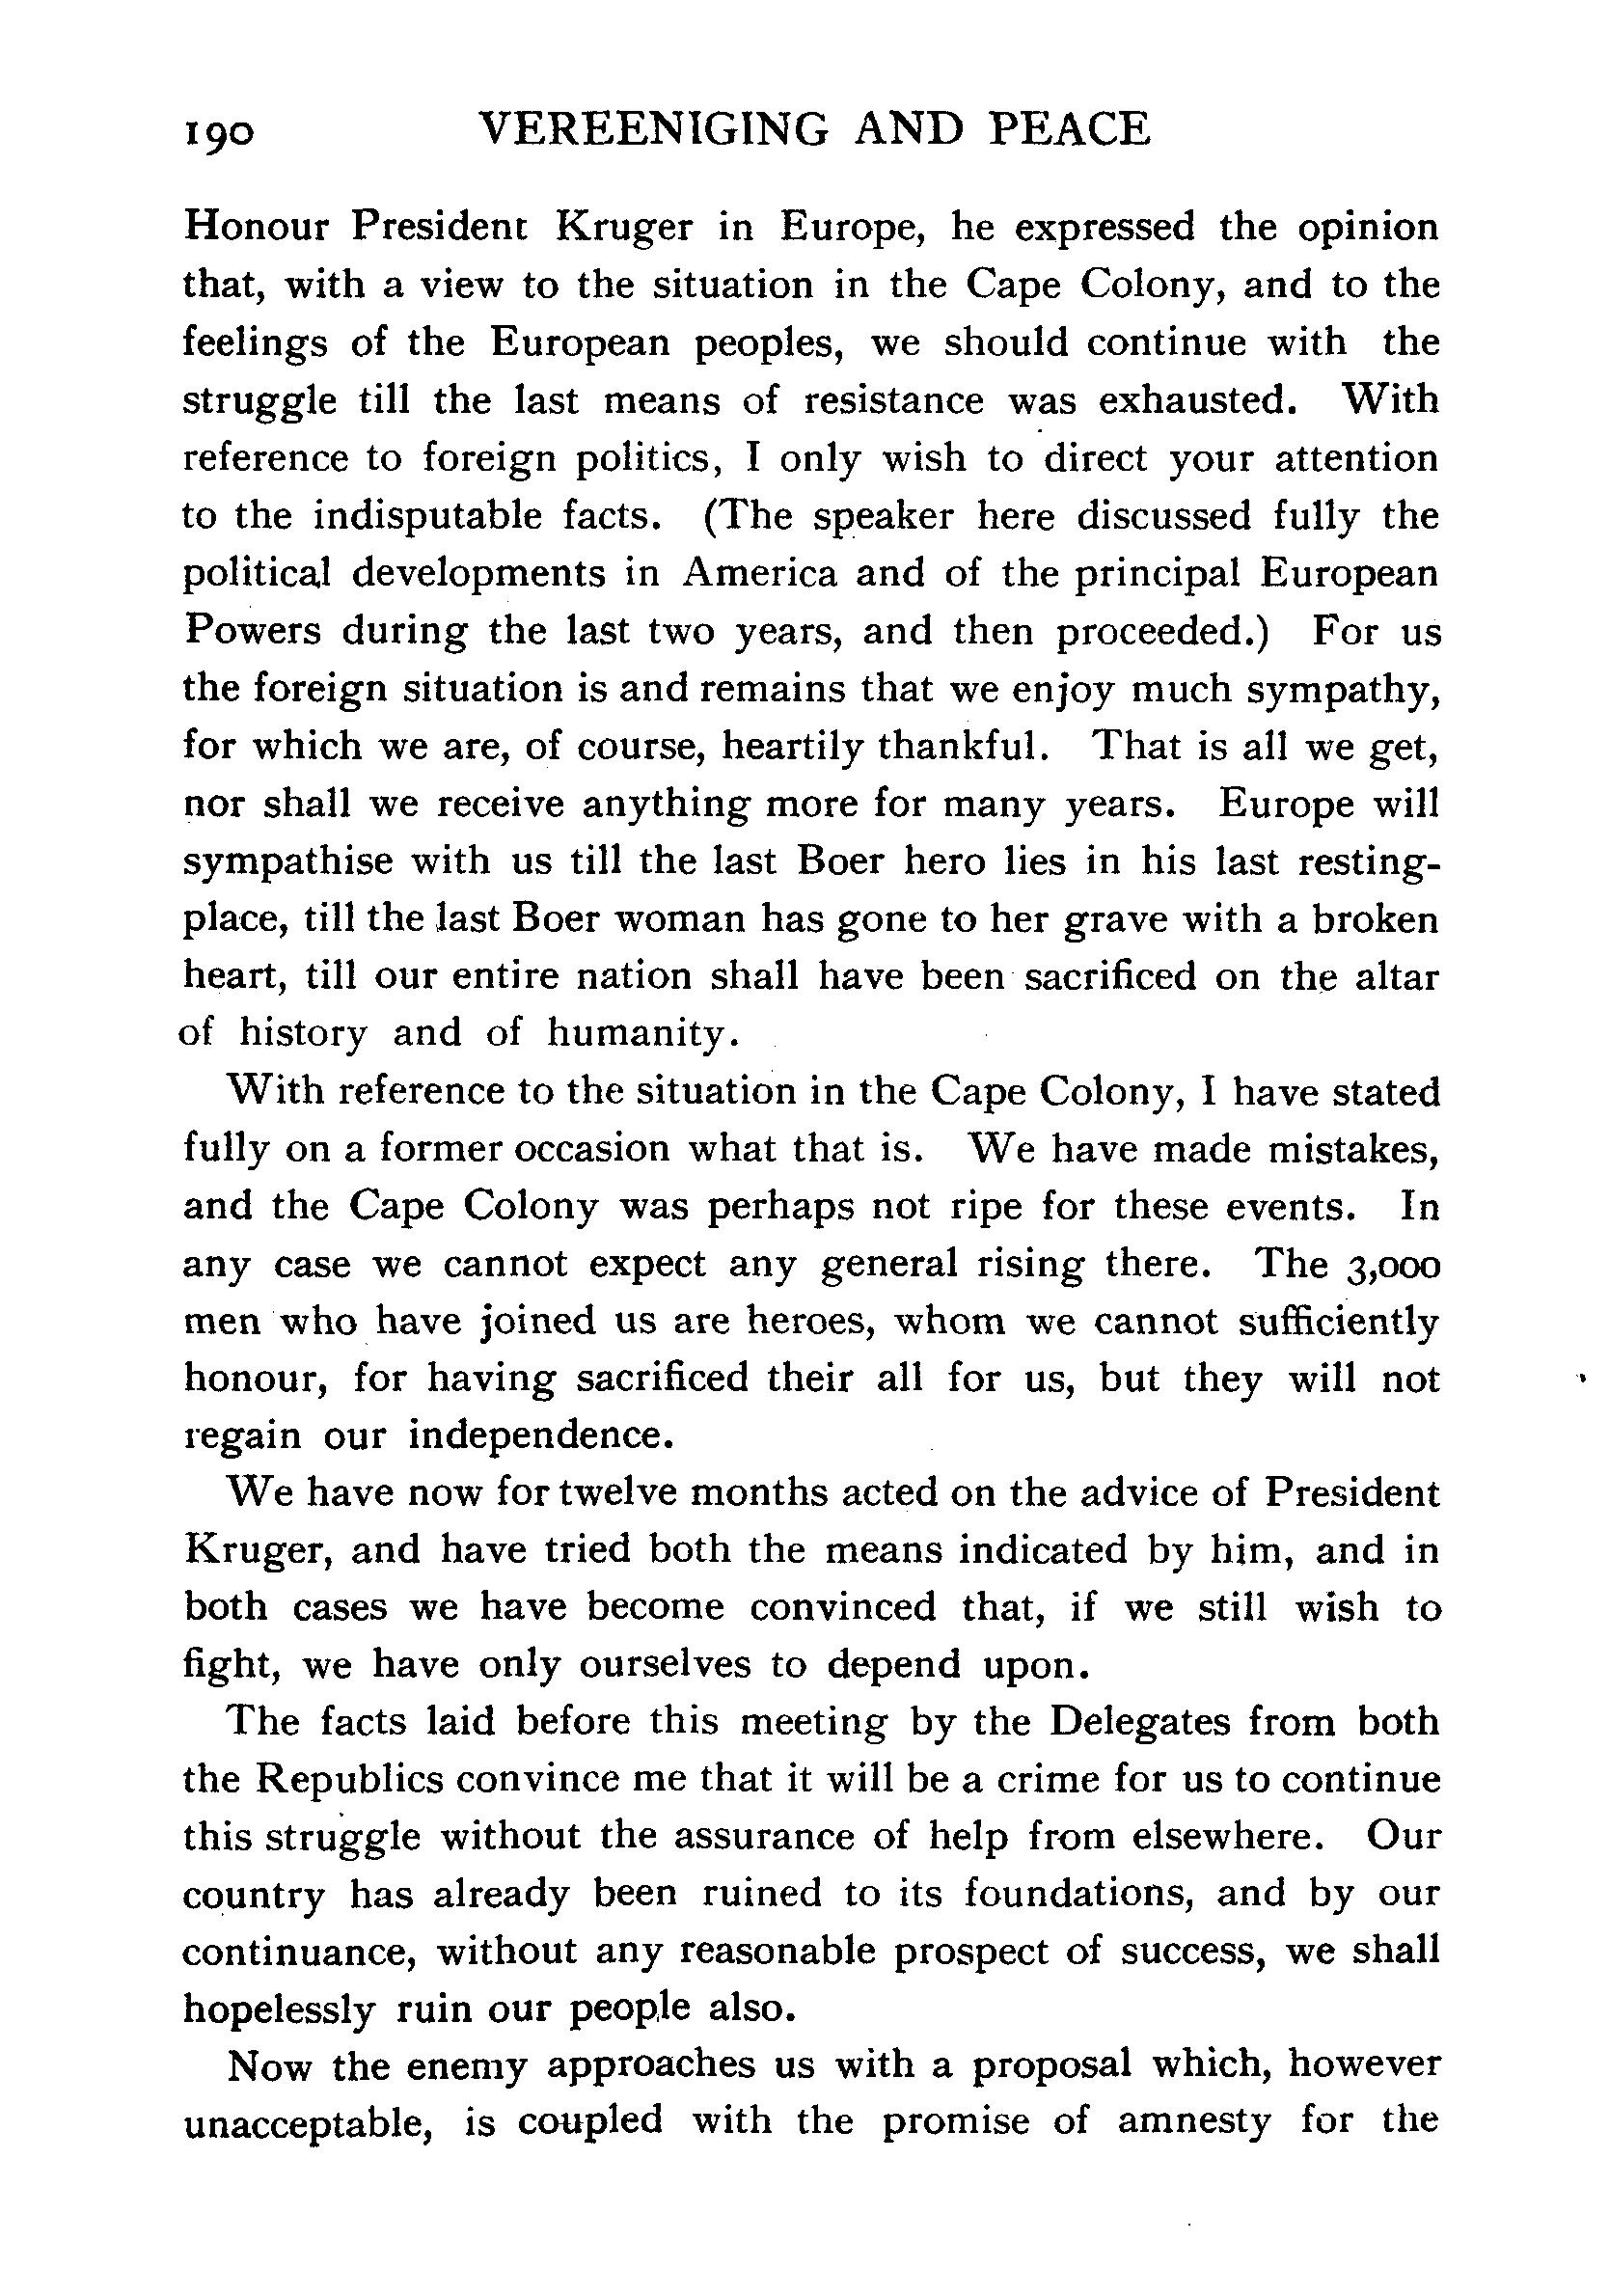 190 VEREENIGING AND PEACE
Honour President Kruger in Europe, he expressed the opinion
that, with a view to the situation in the Cape Colony, and to the
feelings of the European peoples, we should continue with the
struggle till the last means of resistance was exhausted. With
reference to foreign politics, I only wish to direct your attention
to the indisputable facts. (The speaker here discussed fully the
political developments in America and of the principal European
Powers during the last two years, and then proceeded.) For us
the foreign situation is and remains that we enjoy much sympathy,
for which we are, of course, heartily thankful. That is all we get,
nor shall we receive anything more for many years. Europe will
sympathise with us till the last Boer hero lies in his last resting-
place, till the last Boer woman has gone to her grave with a broken
heart, till our entire nation shall have been sacrificed on the altar
of history and of humanity.
With reference to the situation in the Cape Colony, I have stated
fully on a former occasion what that is. We have made mistakes,
and the Cape Colony was perhaps not ripe for these events. In
any case we cannot expect any general rising there. The 3,000
men who have joined us are heroes, whom we cannot sufficiently
honour, for having sacrificed their all for us, but they will not
regain our independence.
We have now for twelve months acted on the advice of President
Kruger, and have tried both the means indicated by him, and in
both cases we have become convinced that, if we still wish to
fight, we have only ourselves to depend upon.
The facts laid before this meeting by the Delegates from both
the Republics convince me that it will be a crime for us to continue
this struggle without the assurance of help from elsewhere. Our
country has already been ruined to its foundations, and by our
continuance, without any reasonable prospect of success, we shall
hopelessly ruin our people also.
Now the enemy approaches us with a proposal which, however
unacceptable, is coupled with the promise of amnesty for the